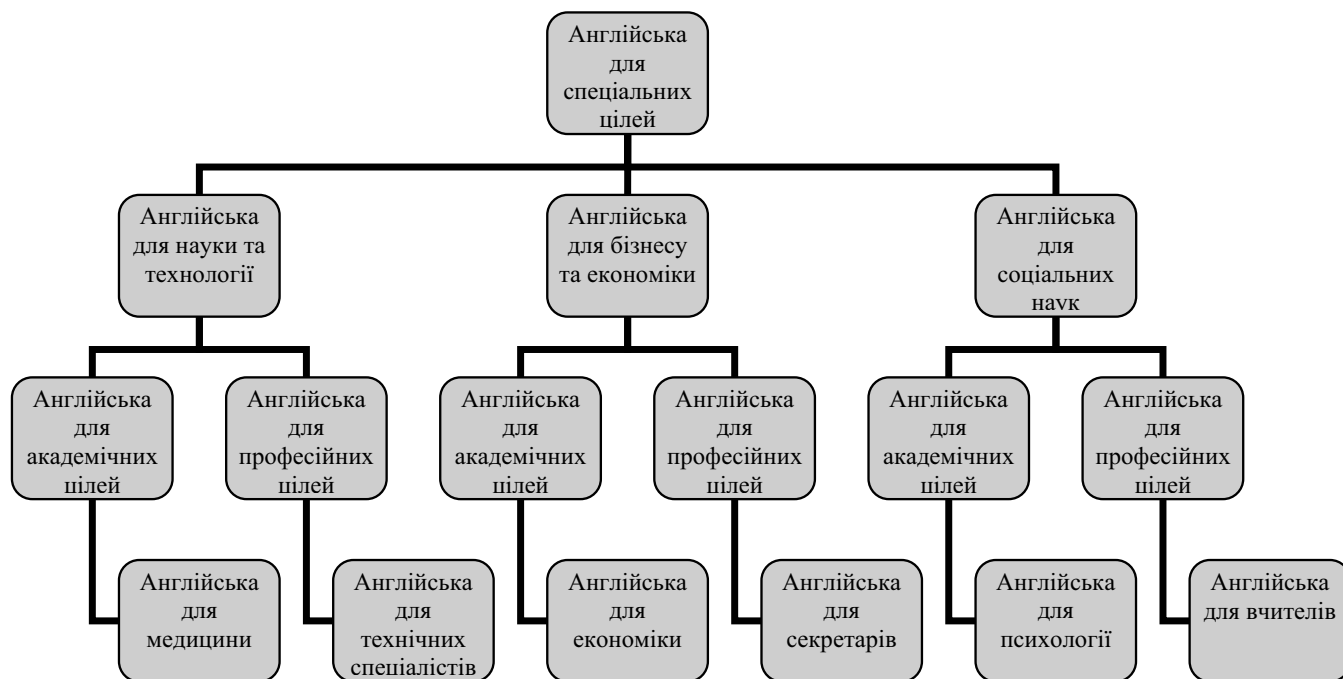 Англійська
для
спеціальних
цілей
Англійська
для науки та
технології
Англійська
для бізнесу
та економіки
Англійська
для
соціальних
наук
Англійська
для
академічних
цілей
Англійська
для
професійних
цілей
Англійська
для
академічних
цілей
Англійська
для
професійних
цілей
Англійська
для
академічних
цілей
Англійська
для
професійних
цілей
Англійська
для
медицини
Англійська
для
технічних
спеціалістів
Англійська
для
економіки
Англійська
для
секретарів
Англійська
для
психології
Англійська
для вчителів